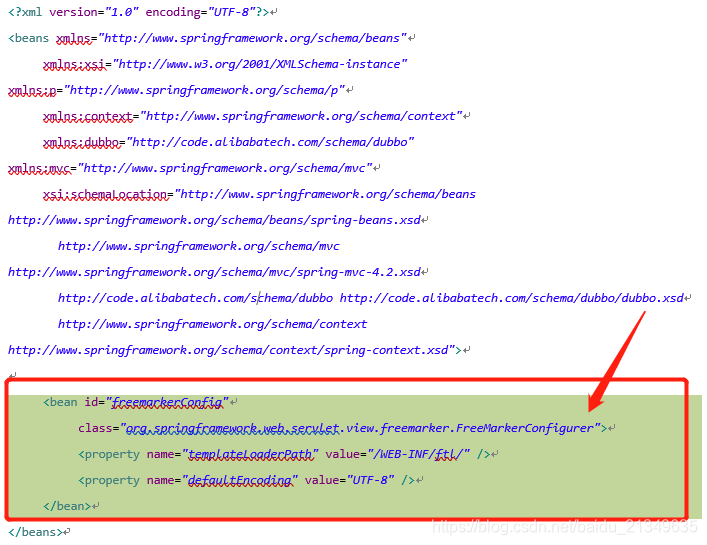 <?xml version="1.0" encoding="UTF-8"?>
<beans xmlns="http://www.springframework.org/schema/beans"
xmlns:xsi="http://www.w3.org/2001/XMLSchema-instance"
xmlns:p="http://www.springframework.org/schema/p"
xmlns:context="http://www.springframework.org/schema/context"
xmlns:dubbo="http://code.alibabatech.com/schema/dubbo"
xmlns:mvc="http://www.springframework.org/schema/mvc"
xsi:schemaLocation="http://www.springframework.org/schema/beans
http://www.springframework.org/schema/beans/spring-beans.xsd
http://www.springframework.org/schema/mvc
http://www.springframework.org/schema/mvc/spring-mvc-4.2.xsd
http://code.alibabatech.com/schema/dubbo http://code.alibabatech.com/schema/dubbo/dubbo.xsd
http://www.springframework.org/schema/context
http://www.springframework.org/schema/context/spring-context.xsd">
<bean id="freemarkerConfig"
class="org.springframework.web.servlet.view.freemarker.FreeMarkerConfigurer">
<property name="templateLoaderPath" value="/WEB-INF/ftl/" />
<property name="defaultEncoding" value="UTF-8" />
</bean>
</beans>
https://blog.csdn.net/baidu_21349635